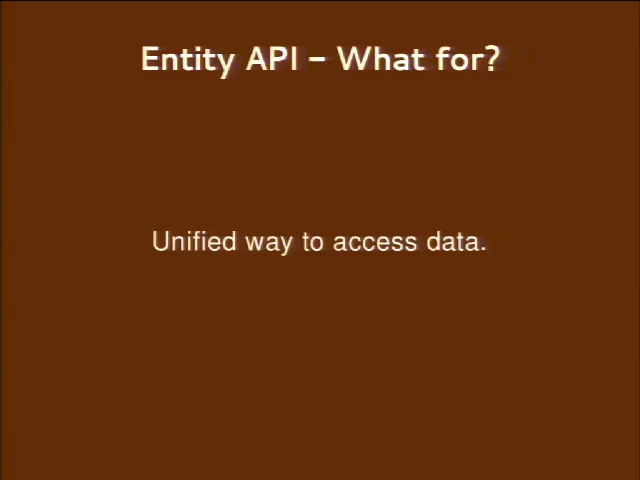 Entity API – What for?
Unified way to access data.